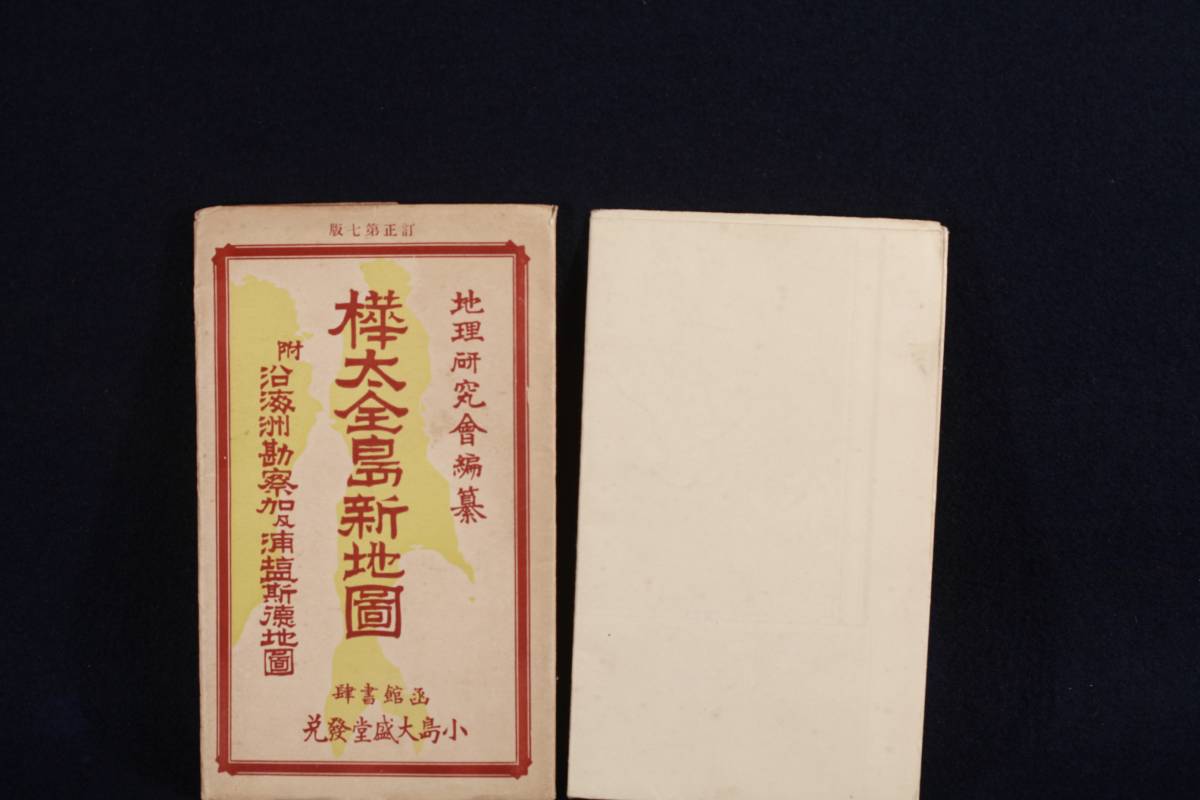 訂正第七版
地理研究會編纂
樺太全島新地圖
附
沿海洲勘察加及浦塩斯德地圖
函館書肆
小島大盛堂發兌